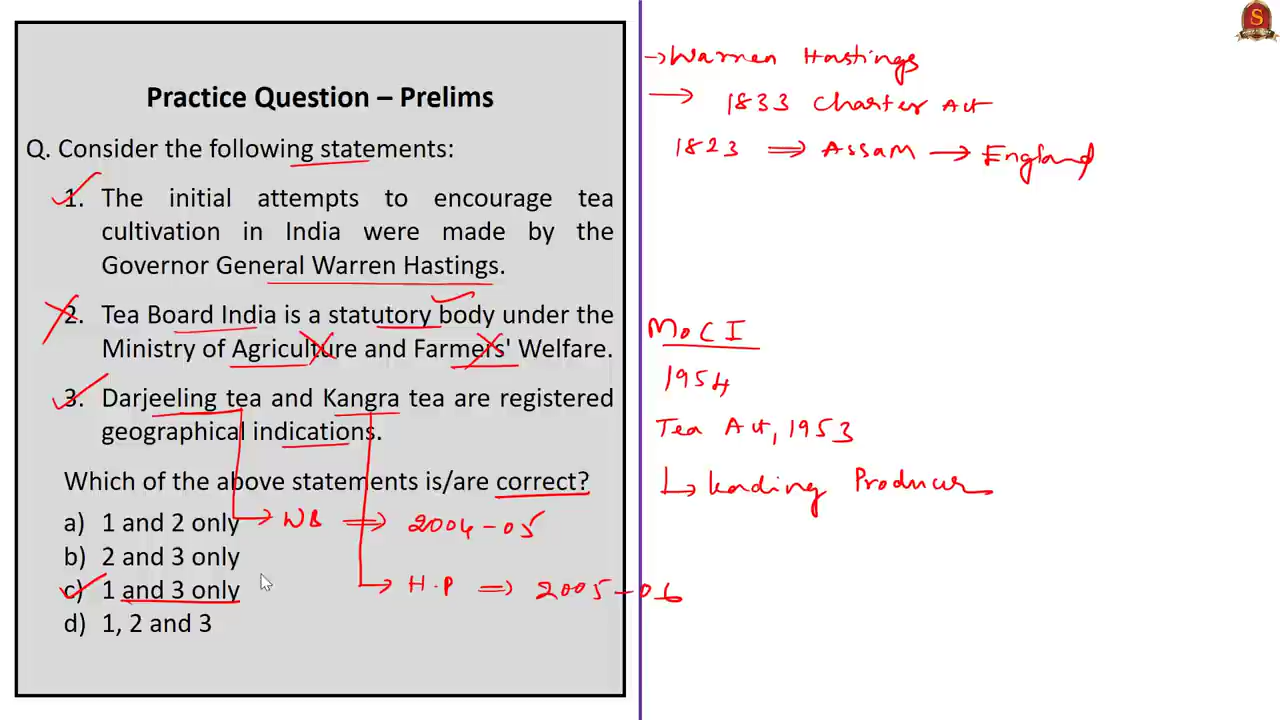 Practice Question – Prelims
Q. Consider the following statements:
1. The initial attempts to encourage tea
cultivation in India were made by the
Governor General Warren Hastings.
2. Tea Board India is a statutory body under the
Ministry of Agriculture and Farmers' Welfare.
3. Darjeeling tea and Kangra tea are registered
geographical indications.
Which of the above statements is/are correct?
a) 1 and 2 only → WB ⇒ 2004-05
b) 2 and 3 only
c) 1 and 3 only → H.P ⇒ 2005-06
d) 1, 2 and 3
→ Warren Hastings
→ 1833 Charter Act
1823 ⇒ Assam → England
MoCI
1954
Tea Act, 1953
↳ leading Producer
S